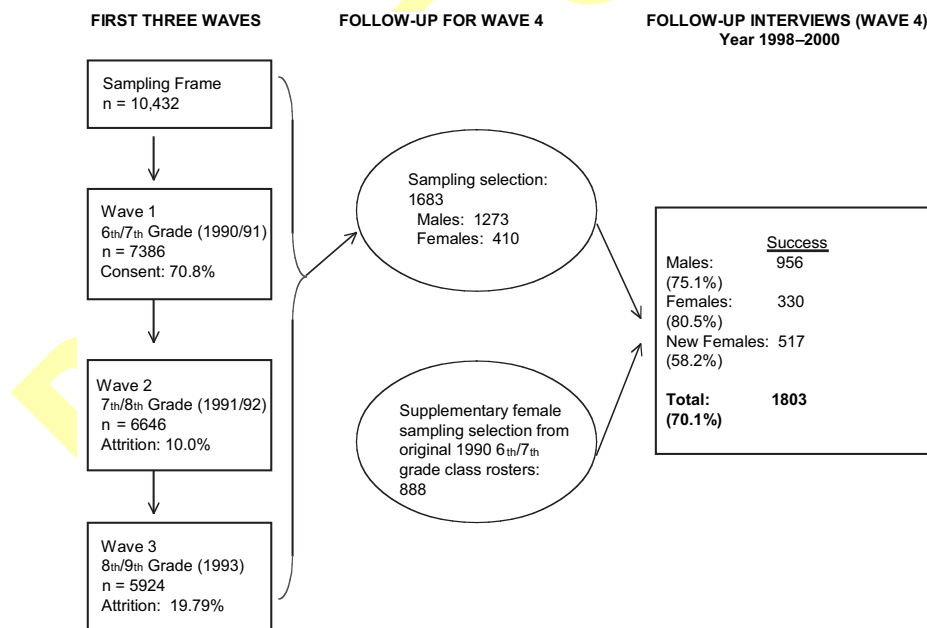 FIRST THREE WAVES
Sampling Frame
n = 10,432
Wave 1
6th/7th Grade (1990/91)
n = 7386
Consent: 70.8%
Wave 2
7th/8th Grade (1991/92)
n = 6646
Attrition: 10.0%
Wave 3
8th/9th Grade (1993)
n = 5924
Attrition: 19.79%
FOLLOW-UP FOR WAVE 4
Sampling selection:
1683
Males: 1273
Females: 410
Supplementary female
sampling selection from
original 1990 6th/7th
grade class rosters:
888
FOLLOW-UP INTERVIEWS (WAVE 4)
Year 1998–2000
Success
Males: 956
(75.1%)
Females: 330
(80.5%)
New Females: 517
(58.2%)
Total: 1803
(70.1%)